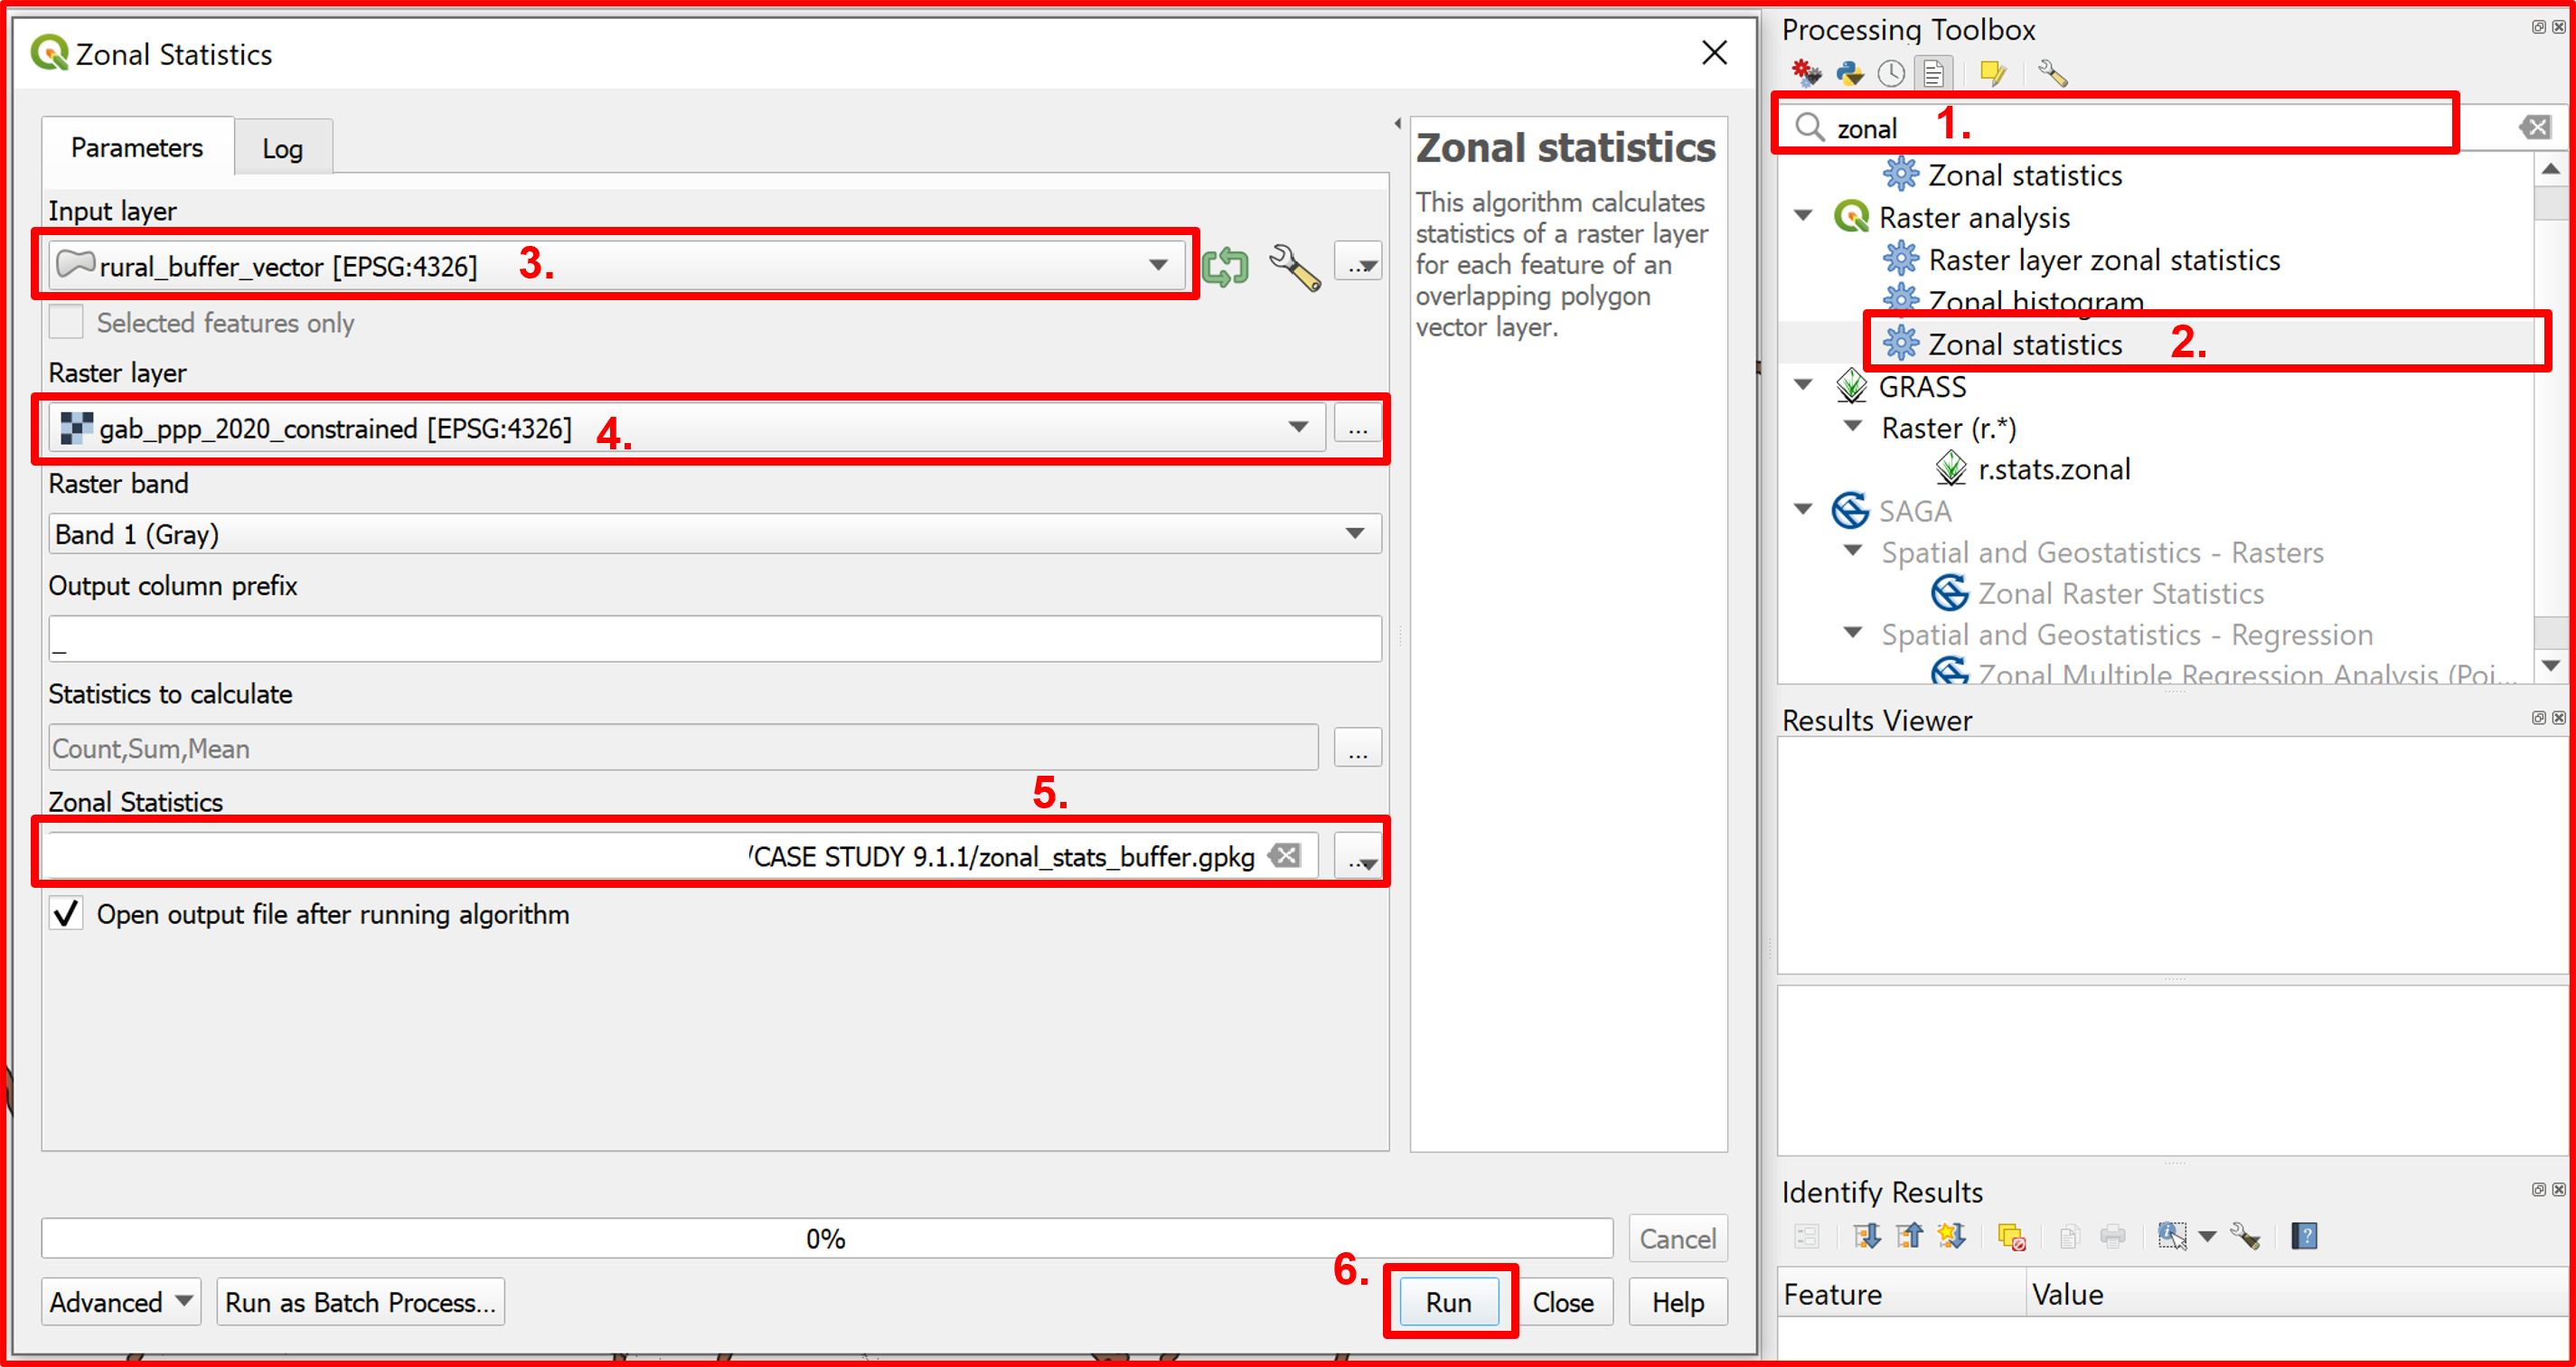 Zonal Statistics
Parameters
Log
Input layer
rural_buffer_vector [EPSG:4326]
3.
...
Selected features only
Raster layer
gab_ppp_2020_constrained [EPSG:4326]
4.
...
Raster band
Band 1 (Gray)
Output column prefix
_
Statistics to calculate
Count,Sum,Mean
...
Zonal Statistics
5.
/CASE STUDY 9.1.1/zonal_stats_buffer.gpkg
...
Open output file after running algorithm
Zonal statistics
This algorithm calculates
statistics of a raster layer
for each feature of an
overlapping polygon
vector layer.
0%
Cancel
Advanced
Run as Batch Process...
6.
Run
Close
Help
Processing Toolbox
zonal
1.
Zonal statistics
Raster analysis
Raster layer zonal statistics
Zonal histogram
Zonal statistics
2.
GRASS
Raster (r.*)
r.stats.zonal
SAGA
Spatial and Geostatistics - Rasters
Zonal Raster Statistics
Spatial and Geostatistics - Regression
Zonal Multiple Regression Analysis (Poi...
Results Viewer
Identify Results
Feature
Value